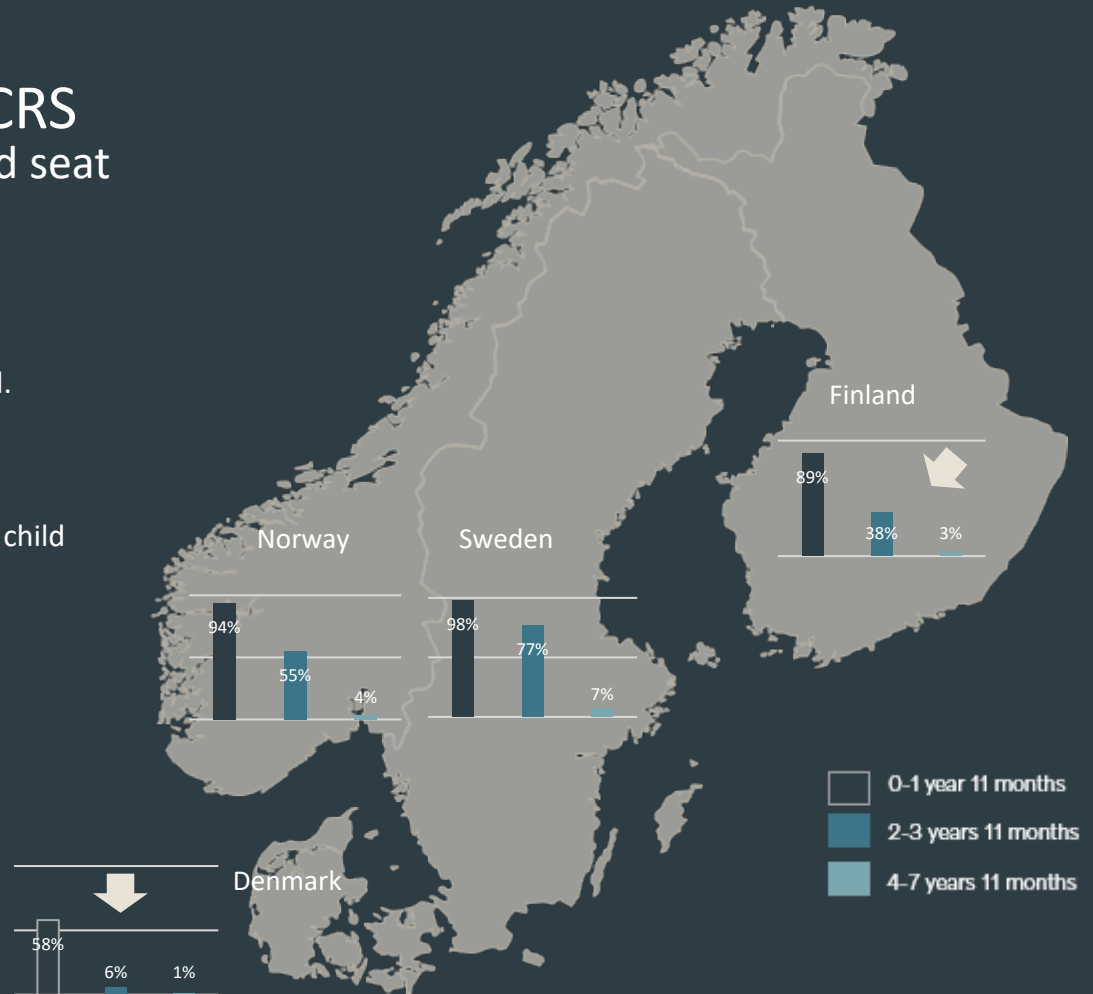 CRS
d seat
.
child
Finland
89%
38%
3%
Norway
Sweden
94%
55%
4%
98%
77%
7%
0-1 year 11 months
2-3 years 11 months
4-7 years 11 months
Denmark
58%
6%
1%